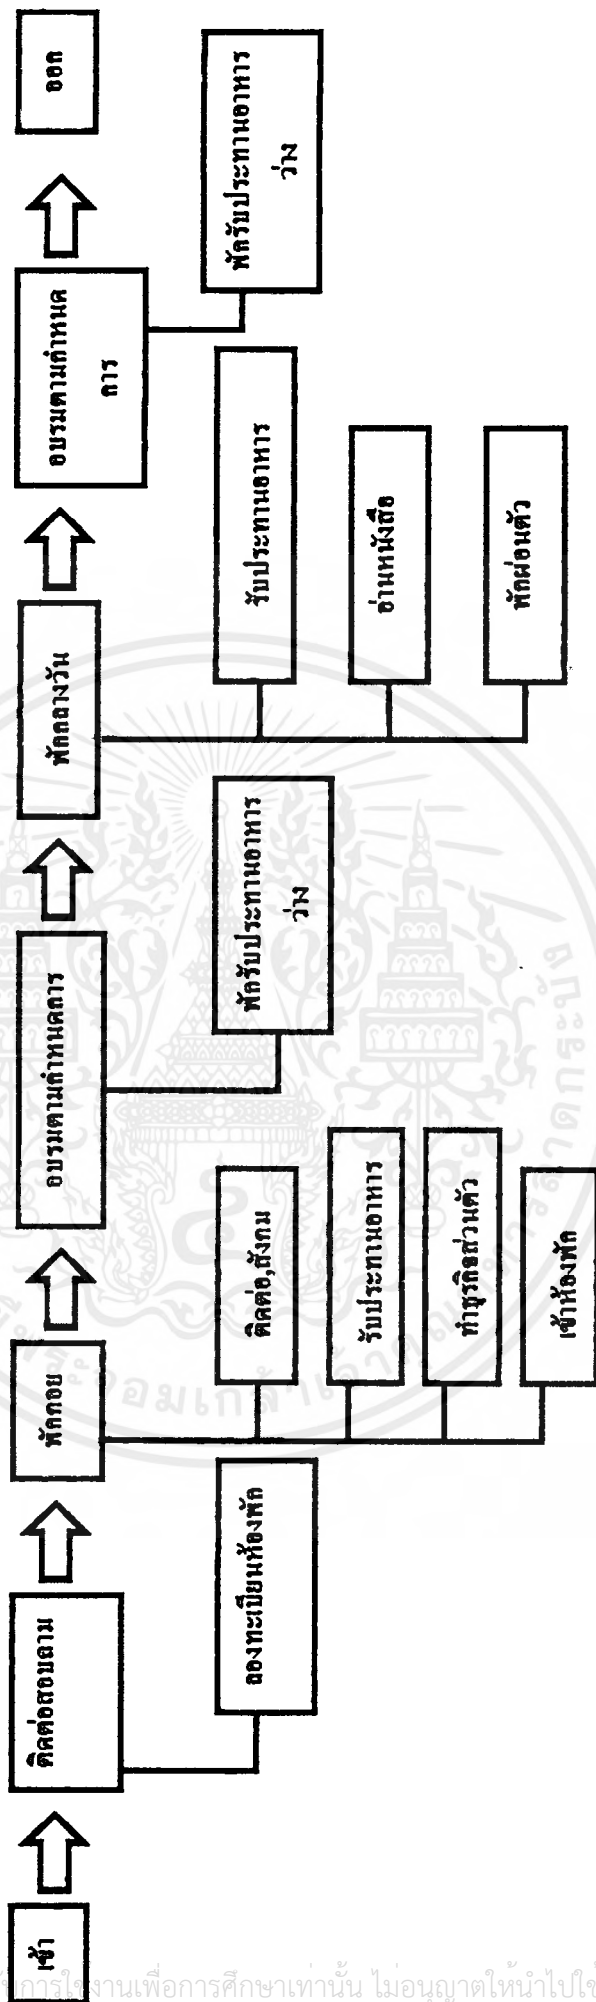 เข้า
ติดต่อสอบถาม
ลงทะเบียนห้องพัก
พักคอย
ติดต่อ,สังคม
รับประทานอาหาร
ทำธุรกิจส่วนตัว
เข้าห้องพัก
อบรมตามกำหนดการ
พักรับประทานอาหาร
ว่าง
พักกลางวัน
รับประทานอาหาร
อ่านหนังสือ
พักผ่อนตัว
อบรมตามกำหนด
การ
พักรับประทานอาหาร
ว่าง
ออก
การใช้งานเพื่อการศึกษาเท่านั้น ไม่อนุญาตให้นำไปใช้